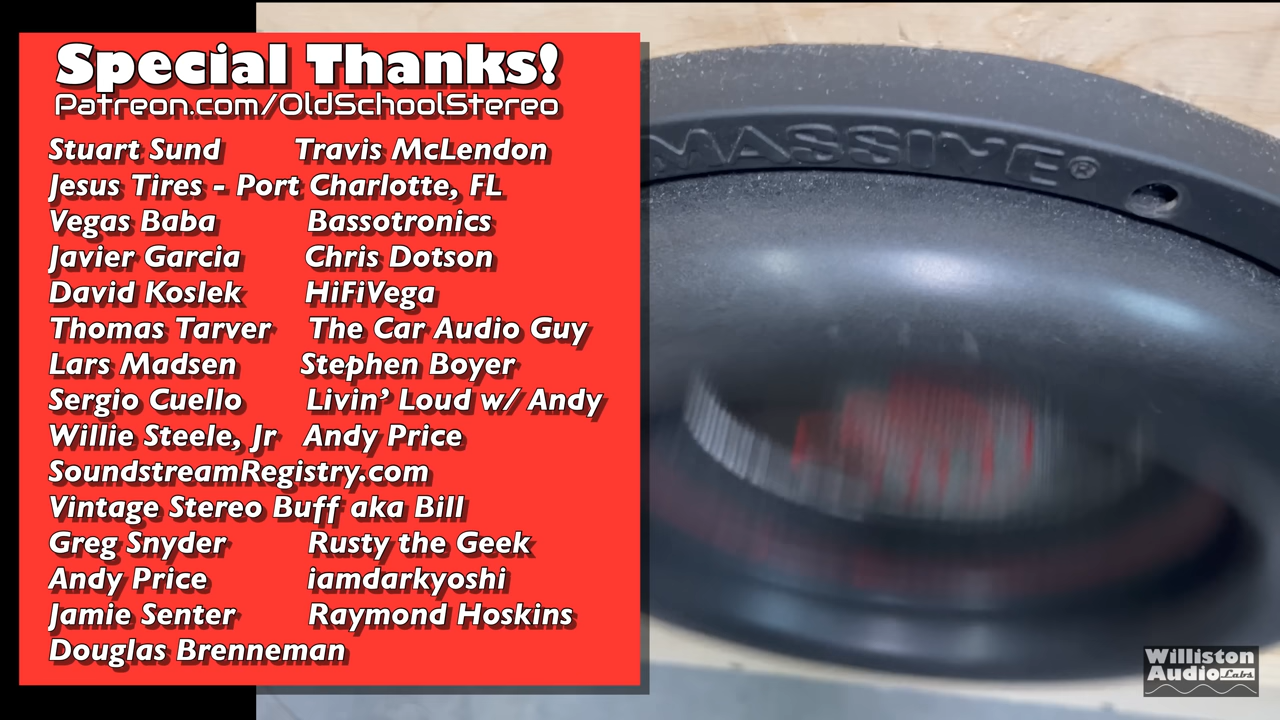 Special Thanks!
Patreon.com/OldSchoolStereo
Stuart Sund Travis McLendon
Jesus Tires - Port Charlotte, FL
Vegas Baba Bassotronics
Javier Garcia Chris Dotson
David Koslek HiFiVega
Thomas Tarver The Car Audio Guy
Lars Madsen Stephen Boyer
Sergio Cuello Livin' Loud w/ Andy
Willie Steele, Jr Andy Price
SoundstreamRegistry.com
Vintage Stereo Buff aka Bill
Greg Snyder Rusty the Geek
Andy Price iamdarkyoshi
Jamie Senter Raymond Hoskins
Douglas Brenneman
MASSIVE®
Williston
Audio Labs